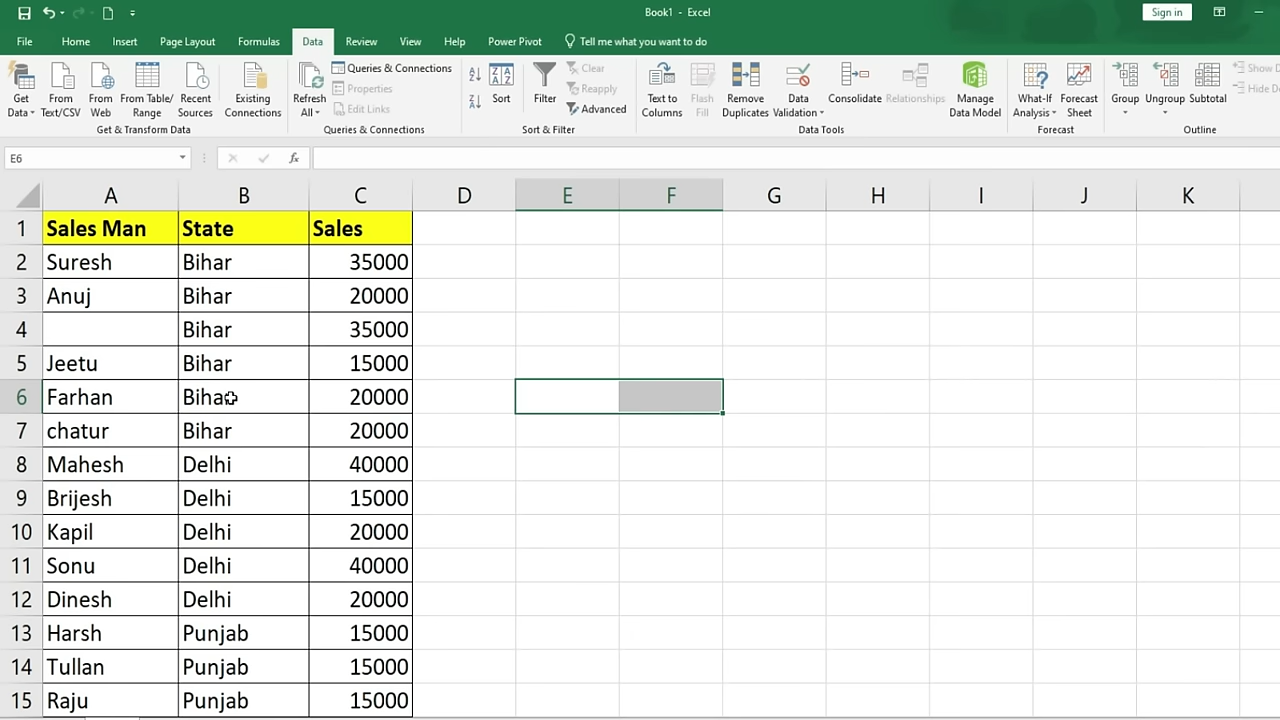 Book1 - Excel
Sign in
File Home Insert Page Layout Formulas Data Review View Help Power Pivot Tell me what you want to do
Get Data
From Text/CSV
From Web
From Table/ Range
Recent Sources
Existing Connections
Get & Transform Data
Refresh All
Queries & Connections
Properties
Edit Links
Queries & Connections
Sort
Filter
Clear
Reapply
Advanced
Sort & Filter
Text to Columns
Flash Fill
Remove Duplicates
Data Validation
Consolidate
Relationships
Manage Data Model
Data Tools
What-If Analysis
Forecast Sheet
Forecast
Group
Ungroup
Subtotal
Show D
Hide De
Outline
E6 fx
A B C D E F G H I J K
1 Sales Man State Sales
2 Suresh Bihar 35000
3 Anuj Bihar 20000
4 Bihar 35000
5 Jeetu Bihar 15000
6 Farhan Bihar 20000
7 chatur Bihar 20000
8 Mahesh Delhi 40000
9 Brijesh Delhi 15000
10 Kapil Delhi 20000
11 Sonu Delhi 40000
12 Dinesh Delhi 20000
13 Harsh Punjab 15000
14 Tullan Punjab 15000
15 Raju Punjab 15000